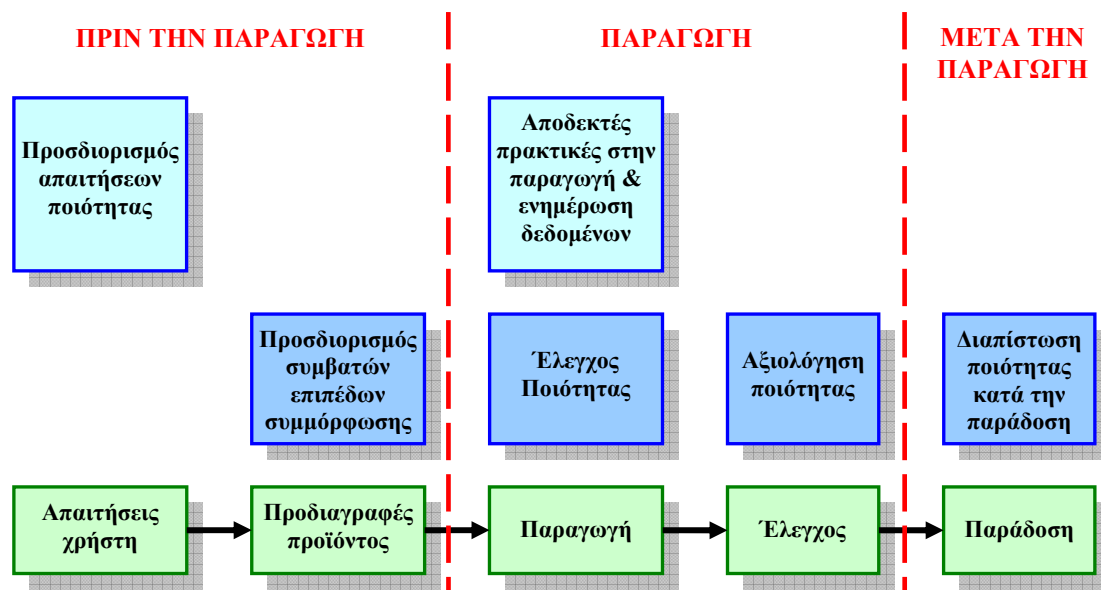 ΠΡΙΝ ΤΗΝ ΠΑΡΑΓΩΓΗ
ΠΑΡΑΓΩΓΗ
ΜΕΤΑ ΤΗΝ
ΠΑΡΑΓΩΓΗ
Προσδιορισμός
απαιτήσεων
ποιότητας
Αποδεκτές
πρακτικές στην
παραγωγή &
ενημέρωση
δεδομένων
Προσδιορισμός
συμβατών
επιπέδων
συμμόρφωσης
Έλεγχος
Ποιότητας
Αξιολόγηση
ποιότητας
Διαπίστωση
ποιότητας
κατά την
παράδοση
Απαιτήσεις
χρήστη
Προδιαγραφές
προϊόντος
Παραγωγή
Έλεγχος
Παράδοση